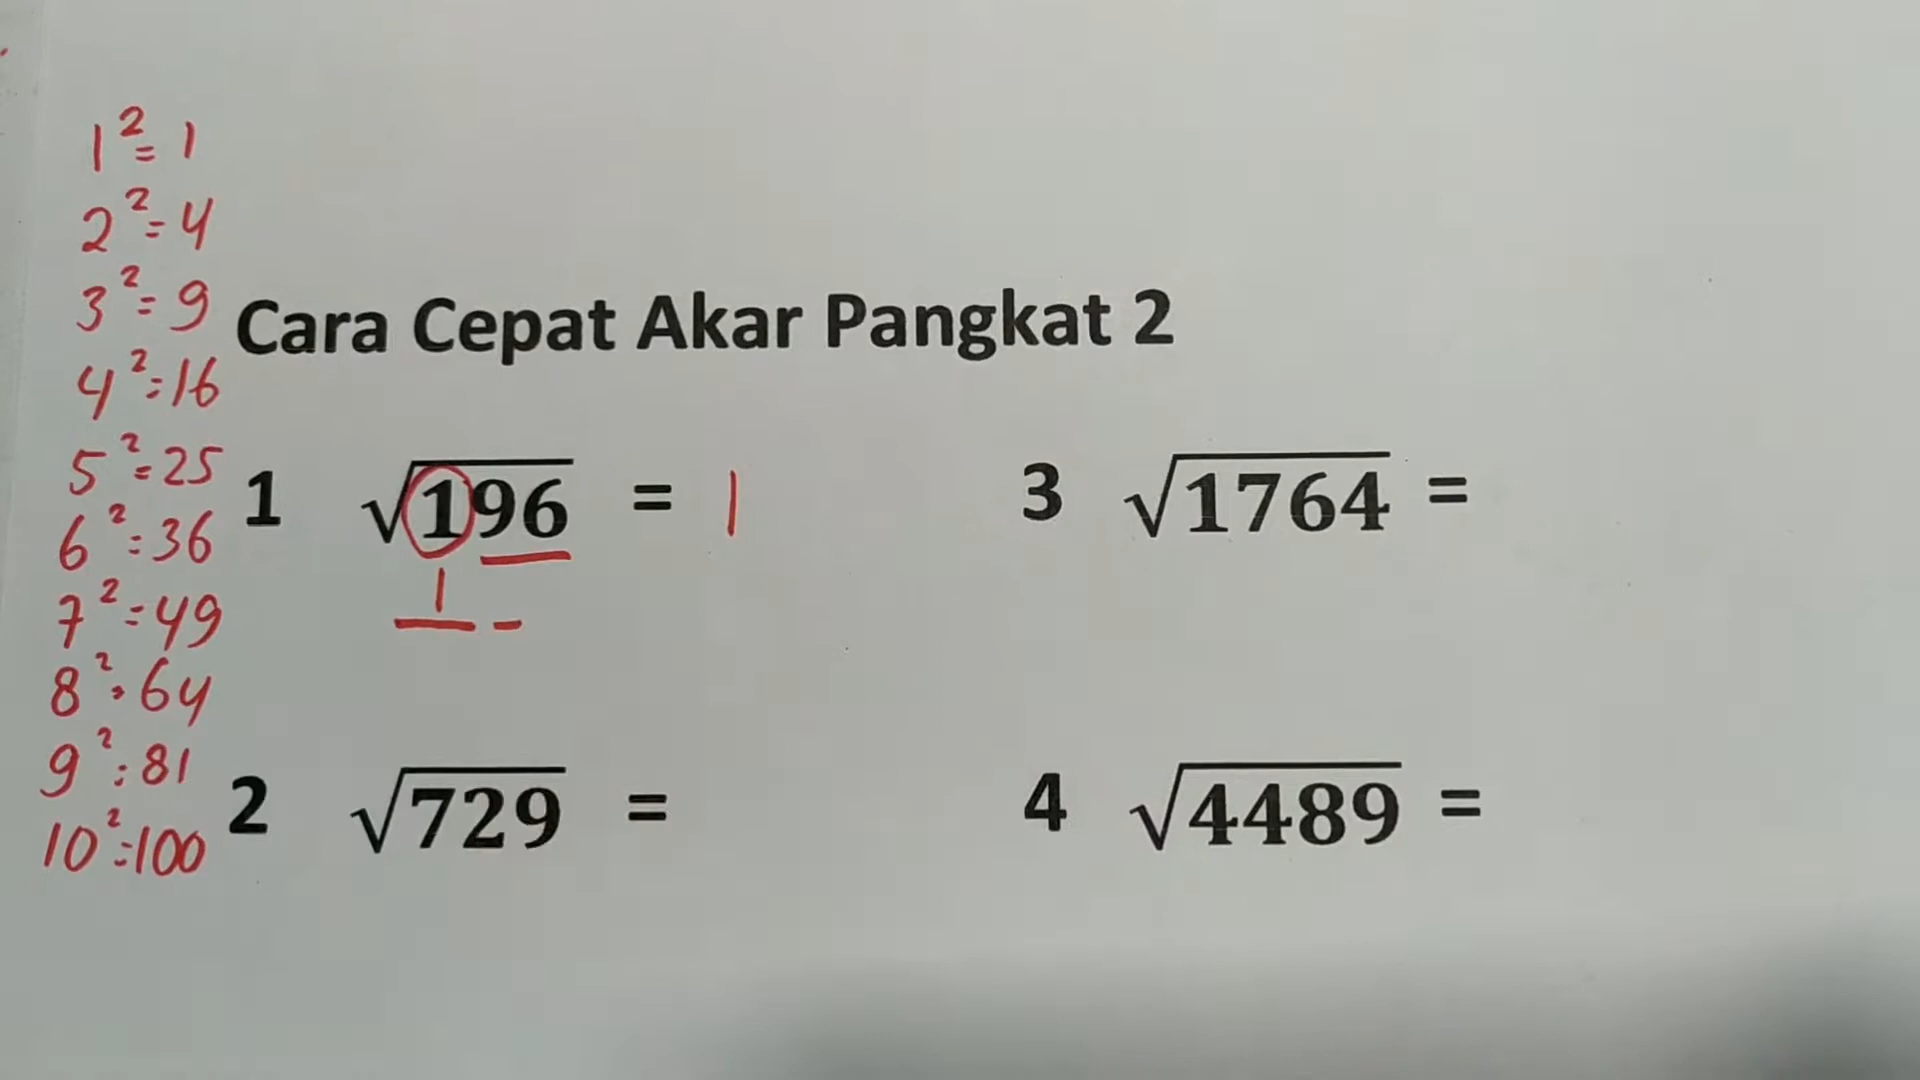 1² = 1
2² = 4
3² = 9
4² = 16
5² = 25
6² = 36
7² = 49
8² = 64
9² = 81
10² = 100
Cara Cepat Akar Pangkat 2
1 √196 = 1
1
2 √729 =
3 √1764 =
4 √4489 =